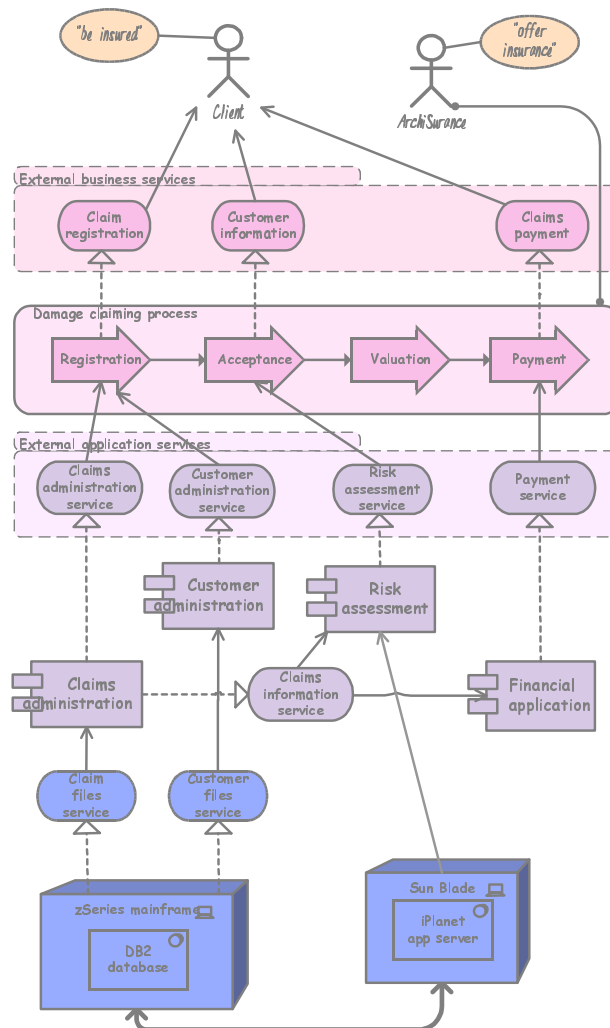 "be insured"
"offer
insurance"
Client
ArchiSurance
External business services
Claim
registration
Customer
information
Claims
payment
Damage claiming process
Registration
Acceptance
Valuation
Payment
External application services
Claims
administration
service
Customer
administration
service
Risk
assessment
service
Payment
service
Customer
administration
Risk
assessment
Claims
administration
Claims
information
service
Financial
application
Claim
files
service
Customer
files
service
zSeries mainframe
DB2
database
Sun Blade
iPlanet
app server